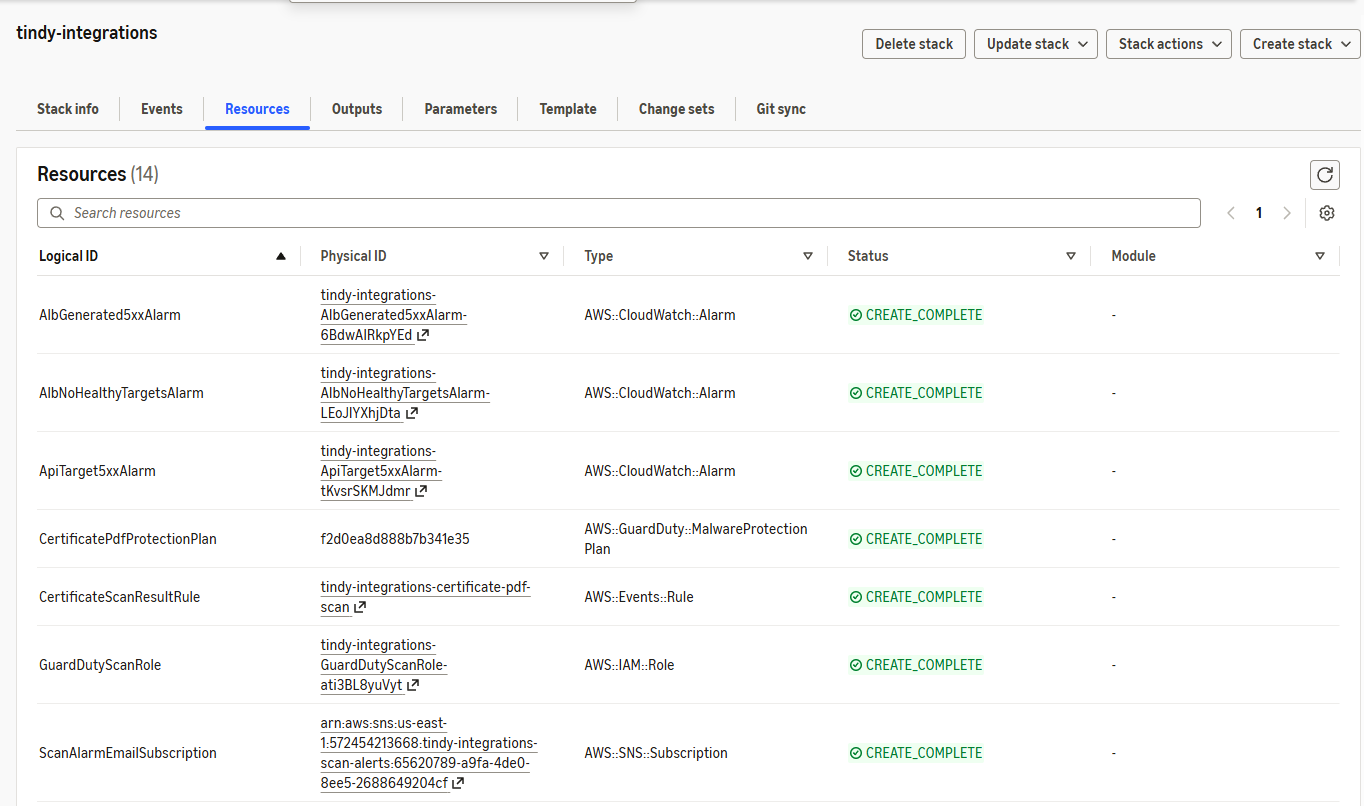 tindy-integrations
Delete stack
Update stack
Stack actions
Create stack
Stack info
Events
Resources
Outputs
Parameters
Template
Change sets
Git sync
Resources (14)
Search resources
1
Logical ID
Physical ID
Type
Status
Module
AlbGenerated5xxAlarm
tindy-integrations-
AlbGenerated5xxAlarm-
6BdwAIRkpYEd
AWS::CloudWatch::Alarm
CREATE_COMPLETE
-
AlbNoHealthyTargetsAlarm
tindy-integrations-
AlbNoHealthyTargetsAlarm-
LEoJIYXhjDta
AWS::CloudWatch::Alarm
CREATE_COMPLETE
-
ApiTarget5xxAlarm
tindy-integrations-
ApiTarget5xxAlarm-
tKvsrSKMJdmr
AWS::CloudWatch::Alarm
CREATE_COMPLETE
-
CertificatePdfProtectionPlan
f2d0ea8d888b7b341e35
AWS::GuardDuty::MalwareProtection
Plan
CREATE_COMPLETE
-
CertificateScanResultRule
tindy-integrations-certificate-pdf-
scan
AWS::Events::Rule
CREATE_COMPLETE
-
GuardDutyScanRole
tindy-integrations-
GuardDutyScanRole-
ati3BL8yuVyt
AWS::IAM::Role
CREATE_COMPLETE
-
ScanAlarmEmailSubscription
arn:aws:sns:us-east-
1:572454213668:tindy-integrations-
scan-alerts:65620789-a9fa-4de0-
8ee5-2688649204cf
AWS::SNS::Subscription
CREATE_COMPLETE
-